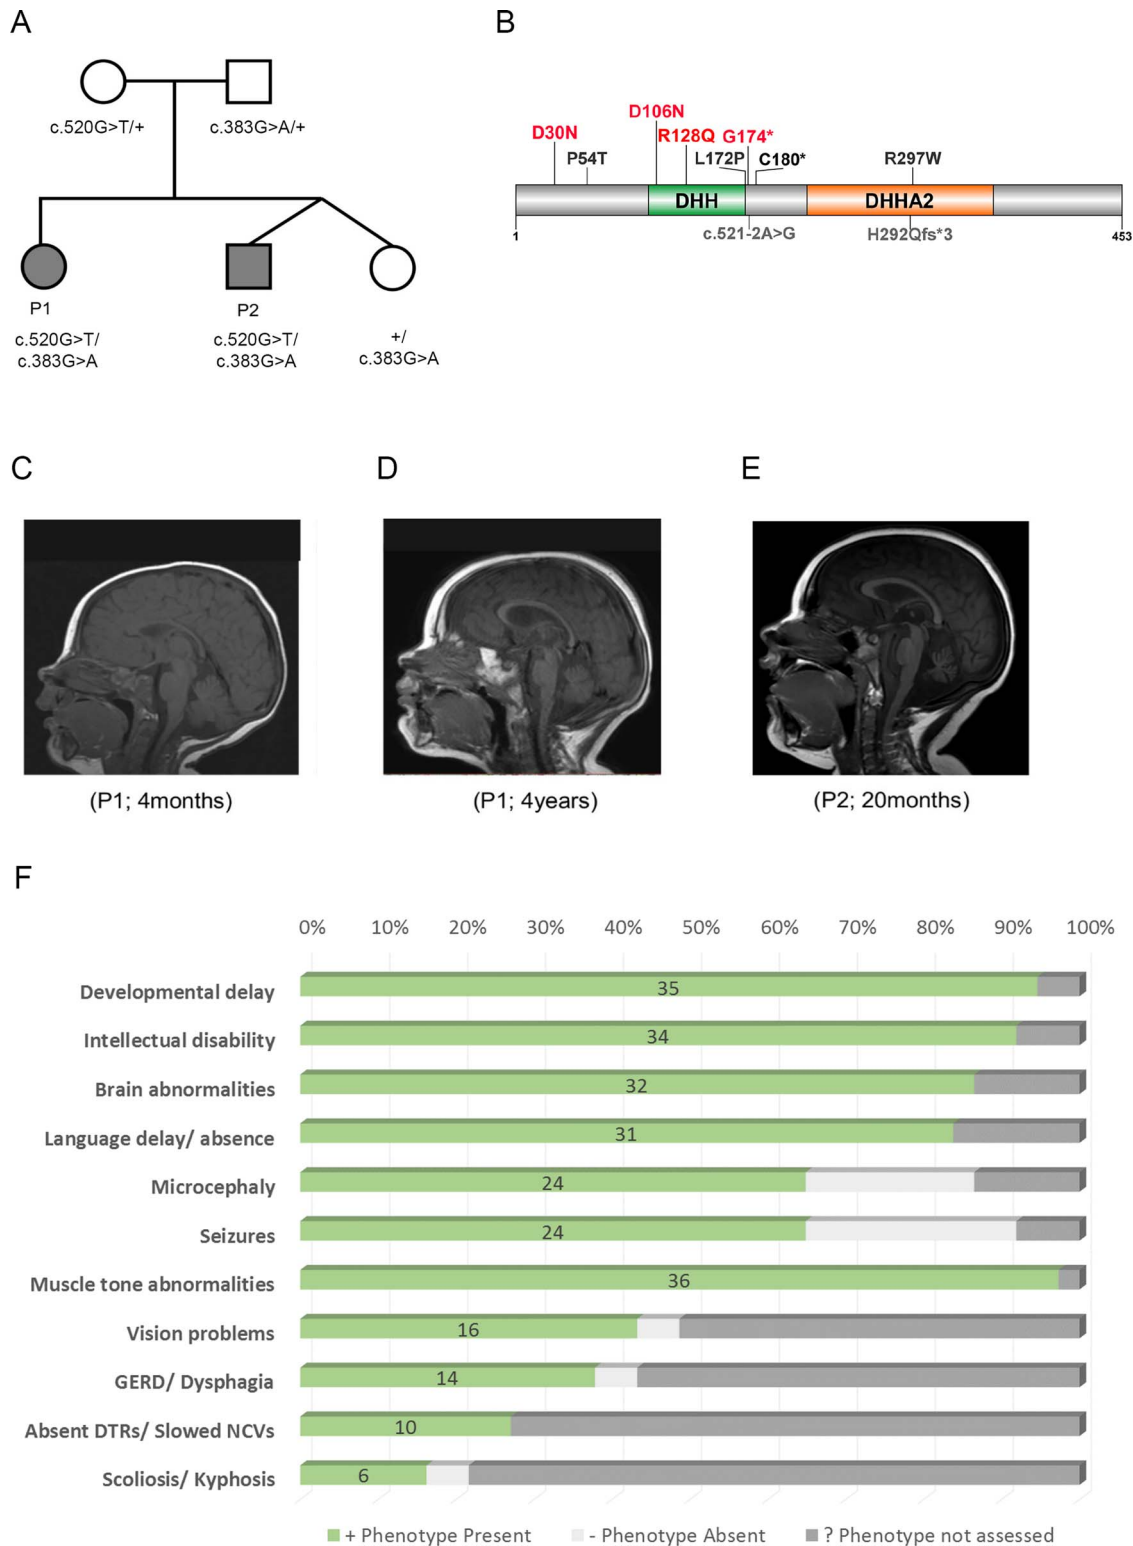 A
c.520G>T/+
c.383G>A/+
P1
c.520G>T/
c.383G>A
P2
c.520G>T/
c.383G>A
+/
c.383G>A
B
D30N
P54T
D106N
R128Q
L172P
G174*
C180*
R297W
DHH
DHHA2
1
c.521-2A>G
H292Qfs*3
453
C
(P1; 4months)
D
(P1; 4years)
E
(P2; 20months)
F
0% 10% 20% 30% 40% 50% 60% 70% 80% 90% 100%
Developmental delay 35
Intellectual disability 34
Brain abnormalities 32
Language delay/ absence 31
Microcephaly 24
Seizures 24
Muscle tone abnormalities 36
Vision problems 16
GERD/ Dysphagia 14
Absent DTRs/ Slowed NCVs 10
Scoliosis/ Kyphosis 6
+ Phenotype Present - Phenotype Absent ? Phenotype not assessed